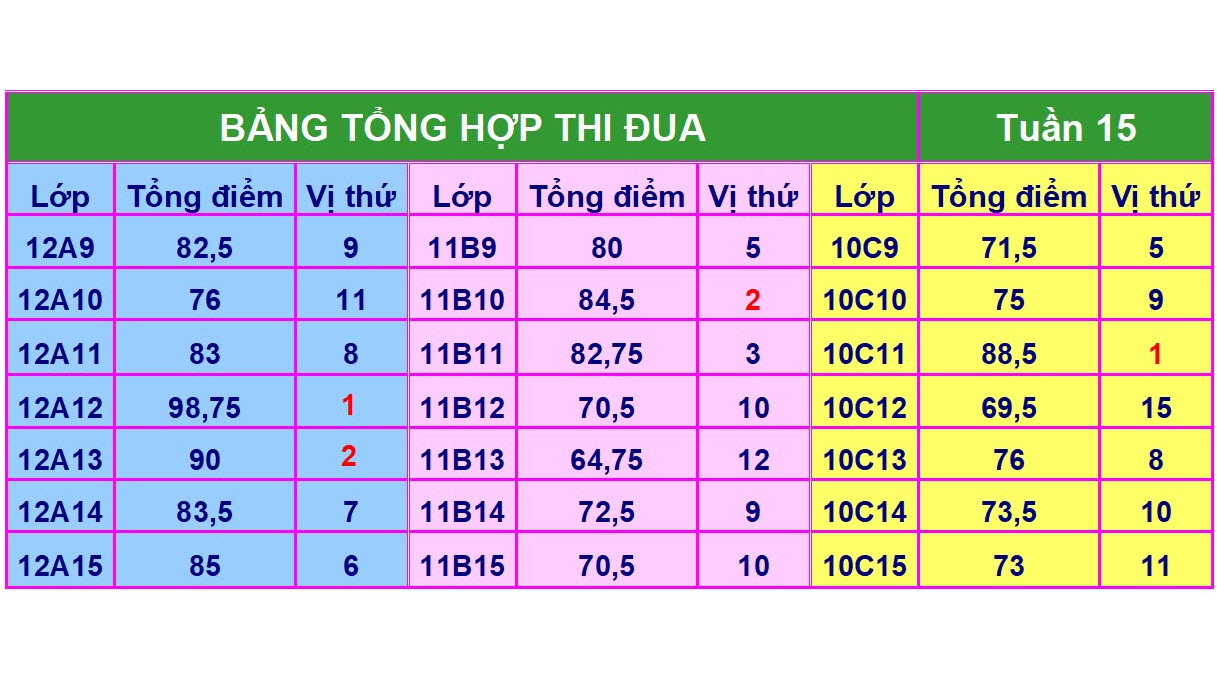 BẢNG TỔNG HỢP THI ĐUA Tuần 15
Lớp Tổng điểm Vị thứ Lớp Tổng điểm Vị thứ Lớp Tổng điểm Vị thứ
12A9 82,5 9 11B9 80 5 10C9 71,5 5
12A10 76 11 11B10 84,5 2 10C10 75 9
12A11 83 8 11B11 82,75 3 10C11 88,5 1
12A12 98,75 1 11B12 70,5 10 10C12 69,5 15
12A13 90 2 11B13 64,75 12 10C13 76 8
12A14 83,5 7 11B14 72,5 9 10C14 73,5 10
12A15 85 6 11B15 70,5 10 10C15 73 11